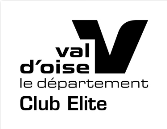 val
d'oise
le département
Club Elite